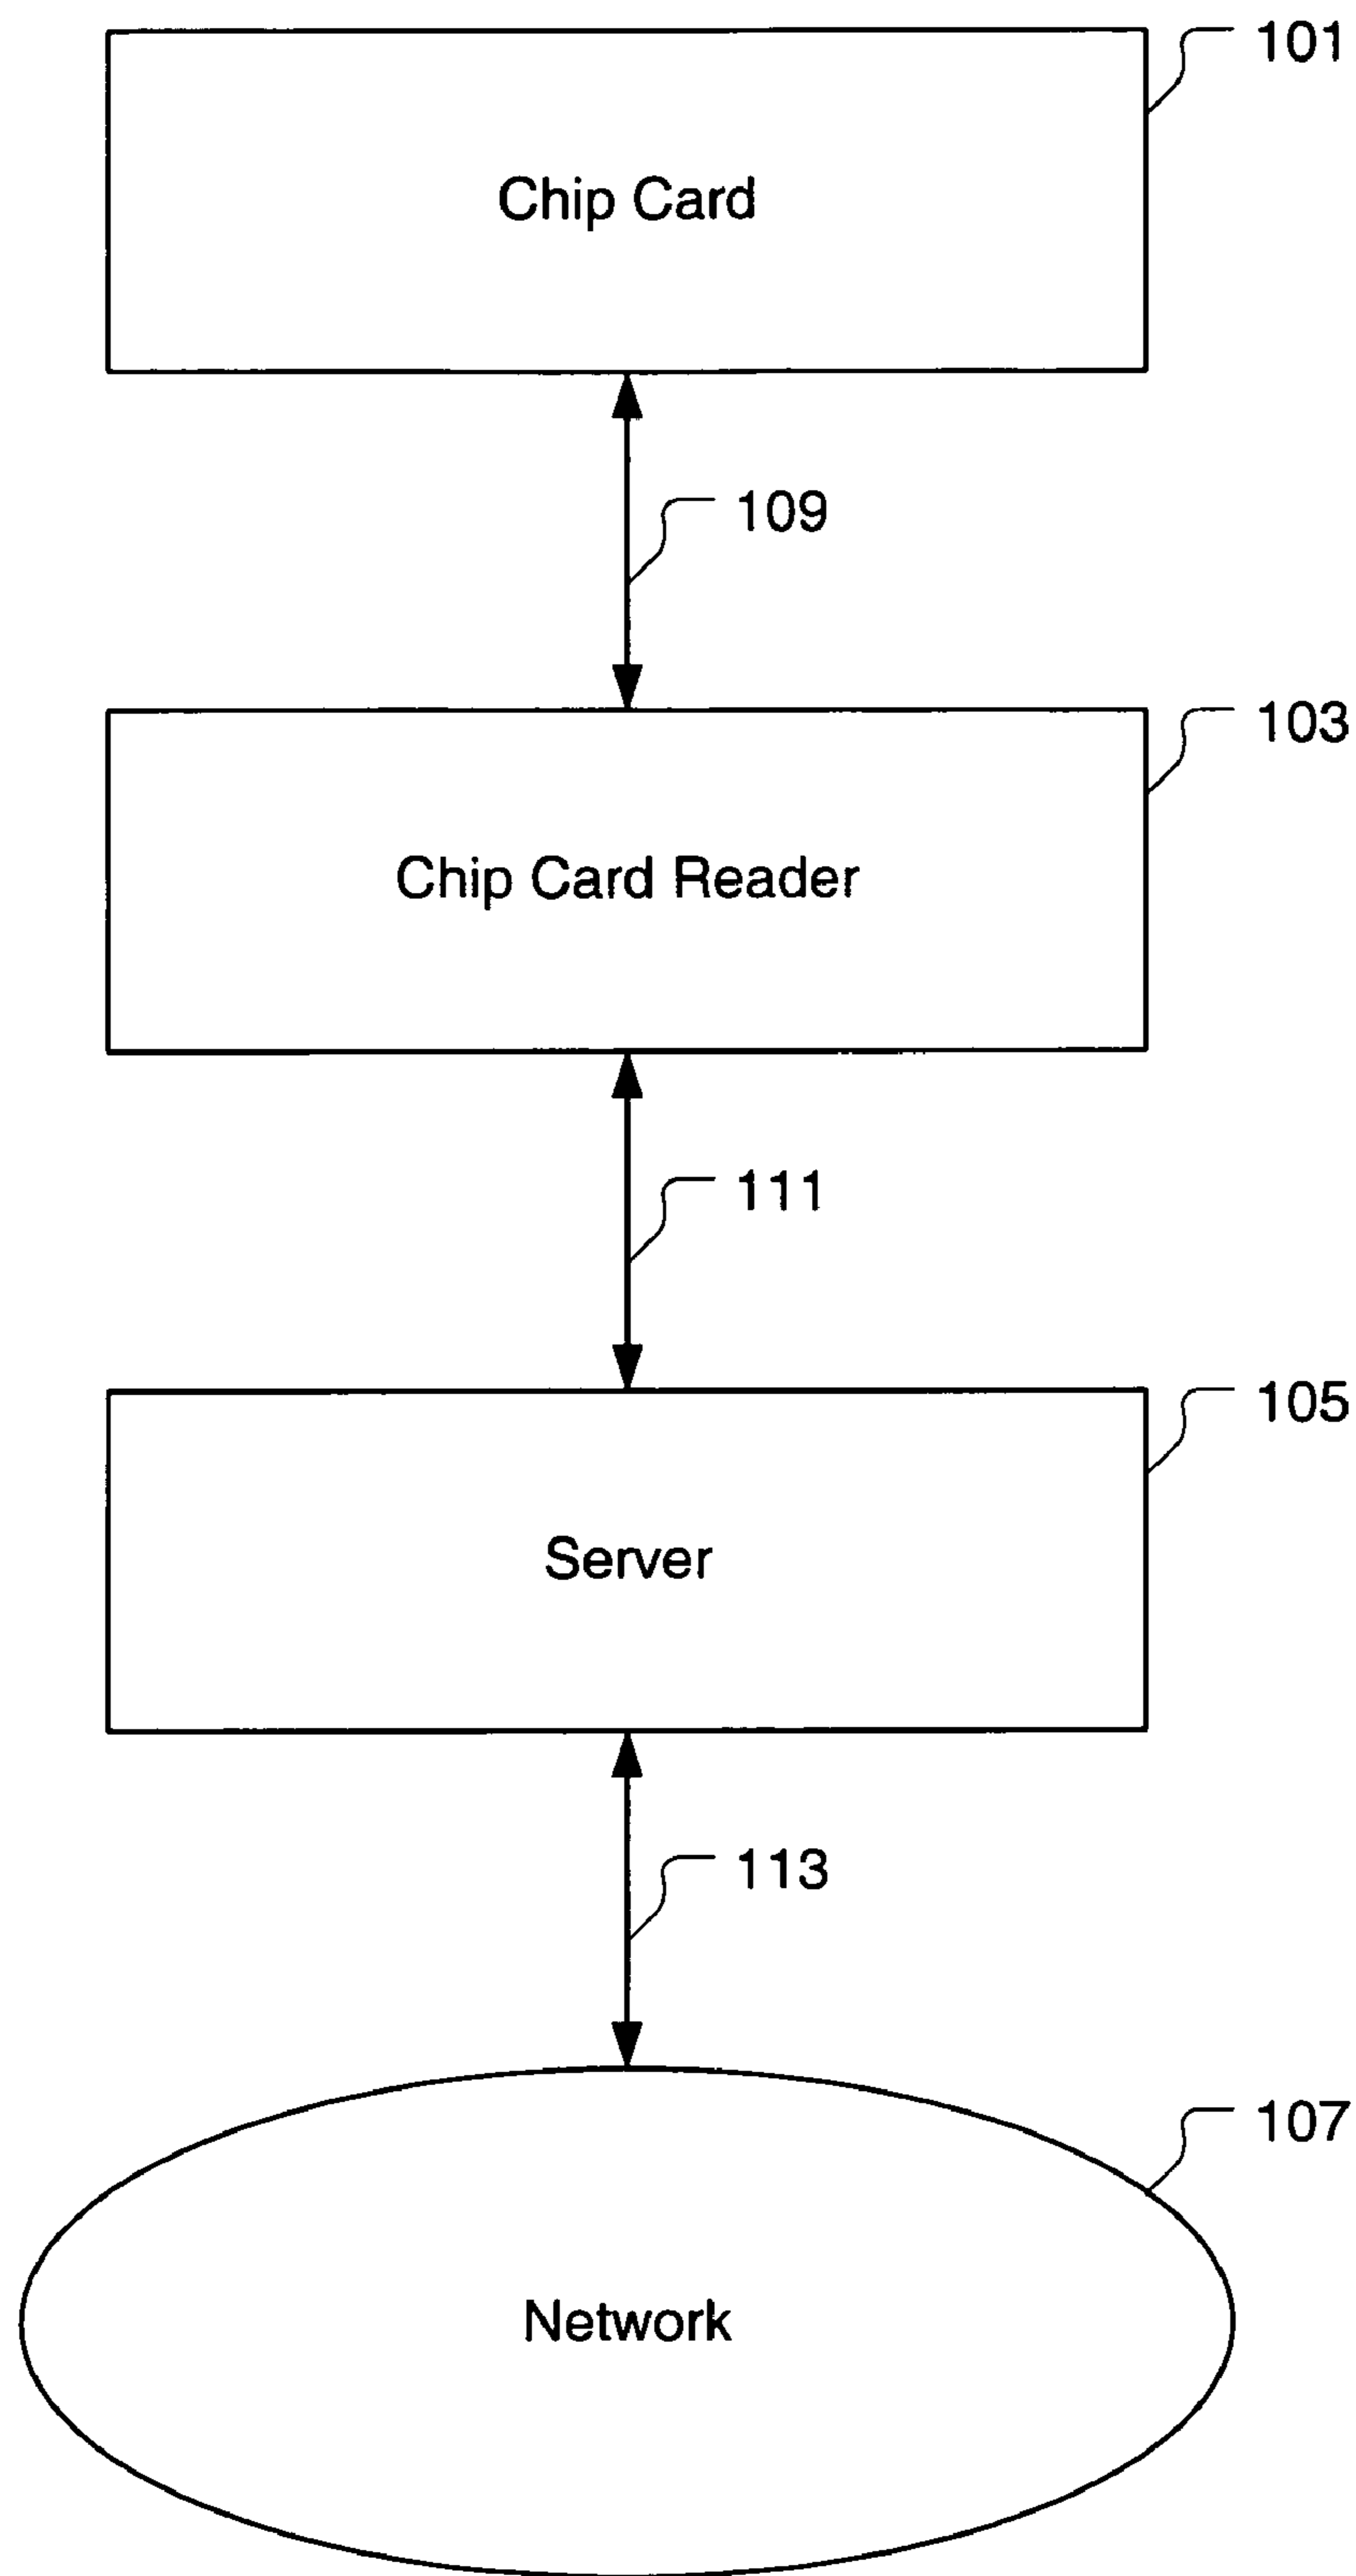 101
Chip Card
109
103
Chip Card Reader
111
105
Server
113
107
Network